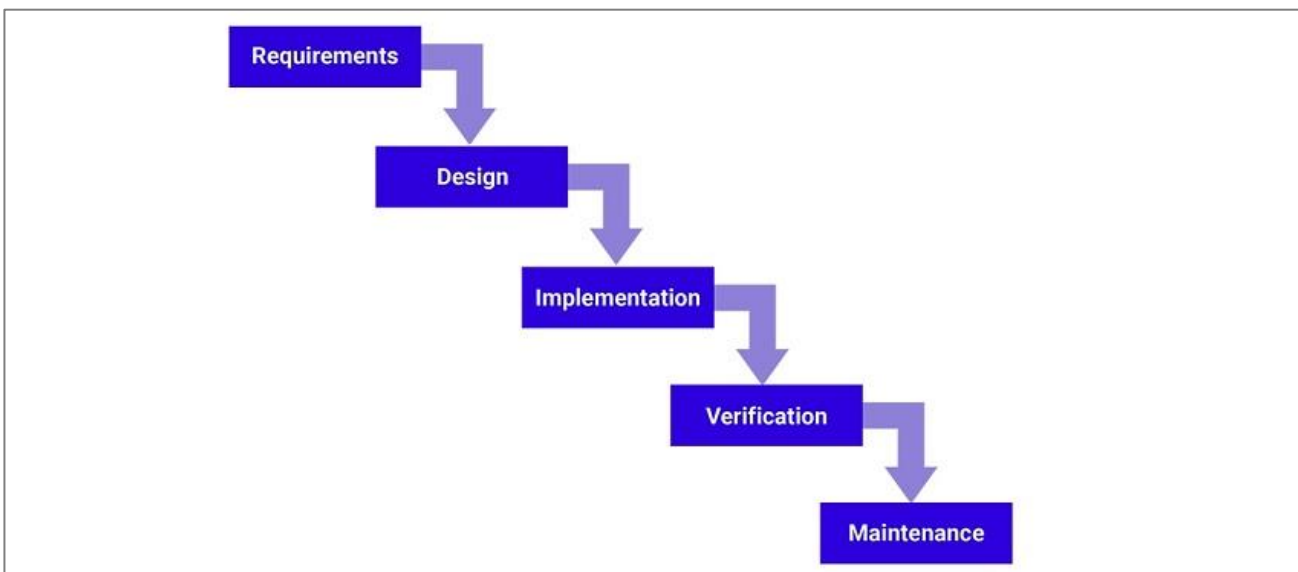 Requirements
Design
Implementation
Verification
Maintenance